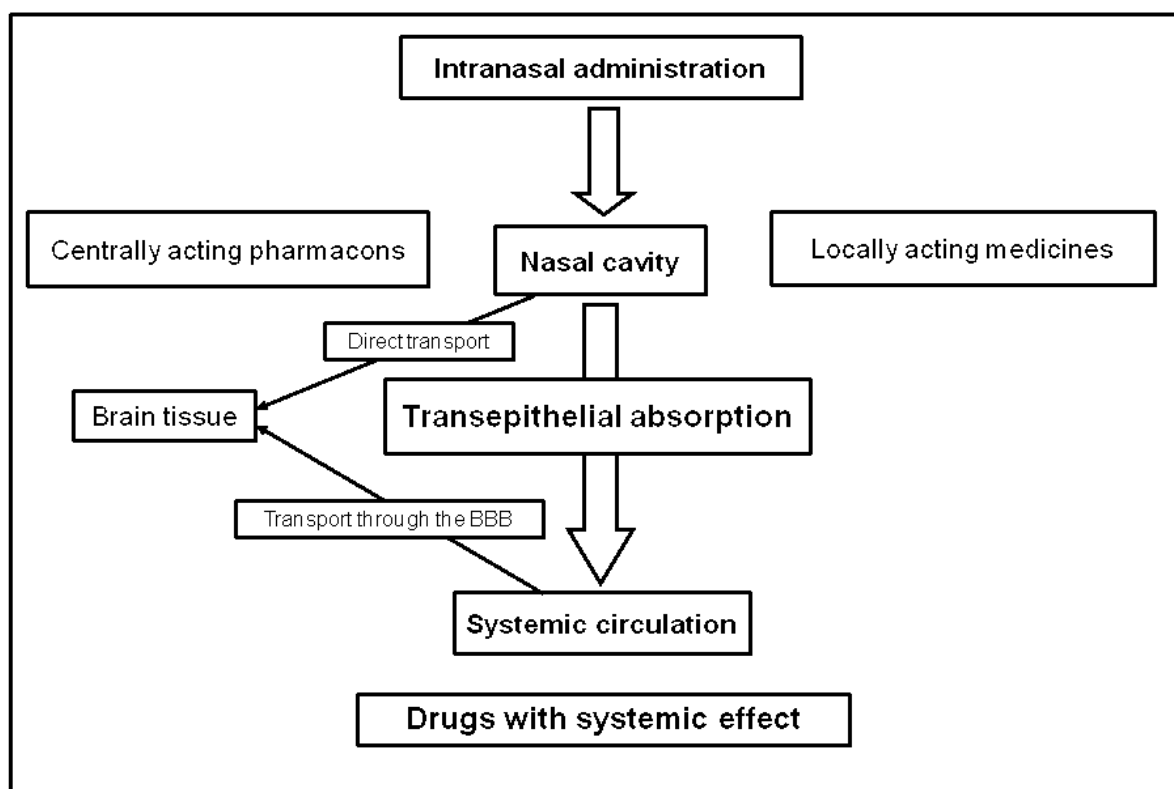 Intranasal administration
Centrally acting pharmacons
Nasal cavity
Locally acting medicines
Direct transport
Brain tissue
Transepithelial absorption
Transport through the BBB
Systemic circulation
Drugs with systemic effect